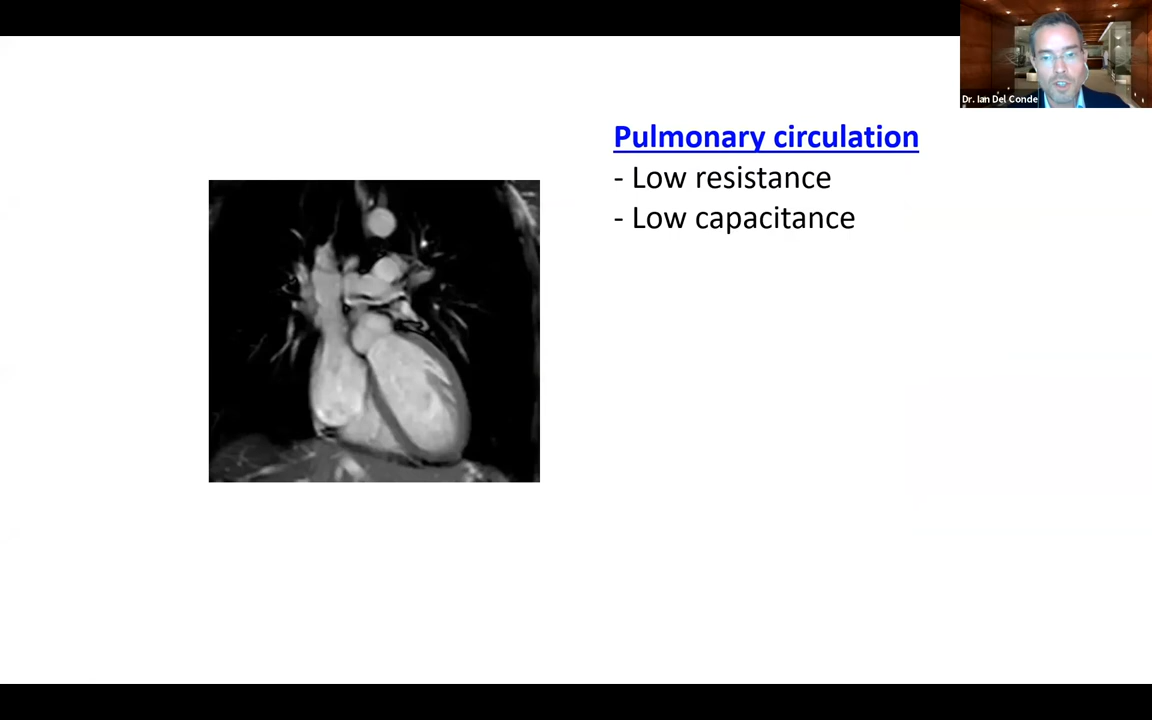 Dr. Ian Del Conde
Pulmonary circulation
- Low resistance
- Low capacitance